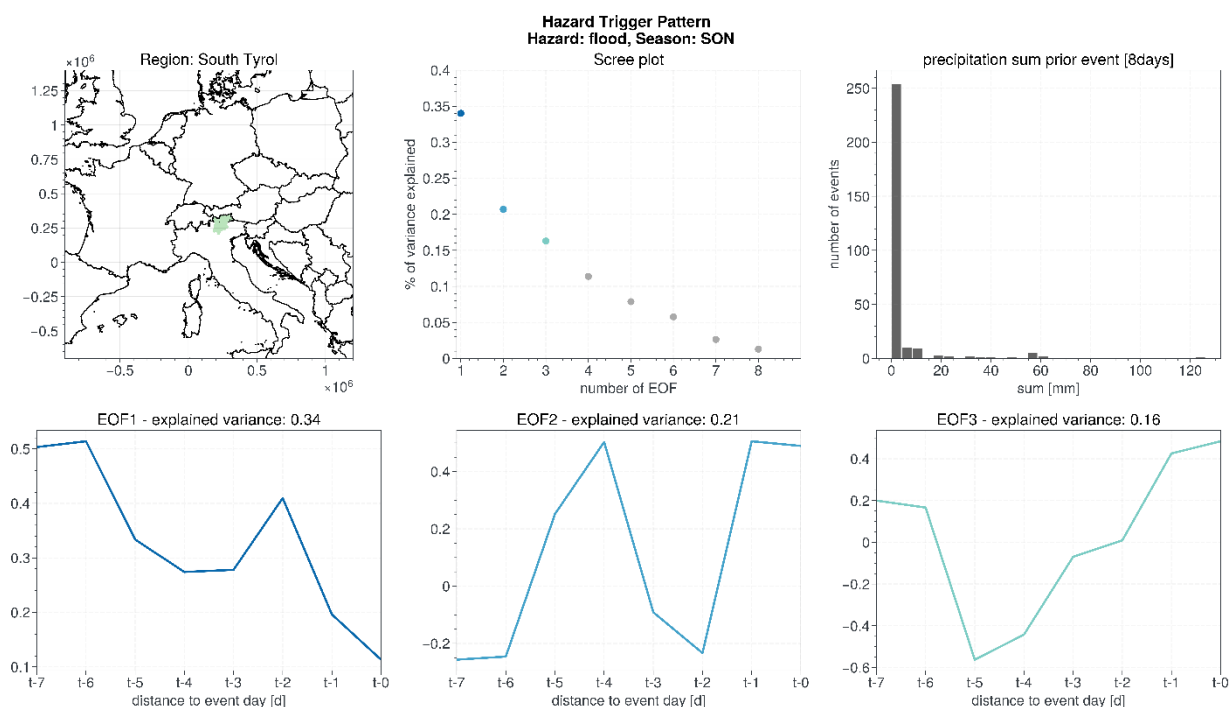 Hazard Trigger Pattern
Hazard: flood, Season: SON
Region: South Tyrol
×10⁶
1.25
1
0.75
0.5
0.25
0
−0.25
−0.5
−0.5
0
0.5
1
×10⁶
Scree plot
% of variance explained
0.4
0.35
0.30
0.25
0.20
0.15
0.10
0.05
0
1 2 3 4 5 6 7 8
number of EOF
precipitation sum prior event [8days]
number of events
250
200
150
100
50
0
0 20 40 60 80 100 120
sum [mm]
EOF1 - explained variance: 0.34
0.5
0.4
0.3
0.2
0.1
t-7 t-6 t-5 t-4 t-3 t-2 t-1 t-0
distance to event day [d]
EOF2 - explained variance: 0.21
0.4
0.2
0
−0.2
t-7 t-6 t-5 t-4 t-3 t-2 t-1 t-0
distance to event day [d]
EOF3 - explained variance: 0.16
0.4
0.2
0
−0.2
−0.4
−0.6
t-7 t-6 t-5 t-4 t-3 t-2 t-1 t-0
distance to event day [d]